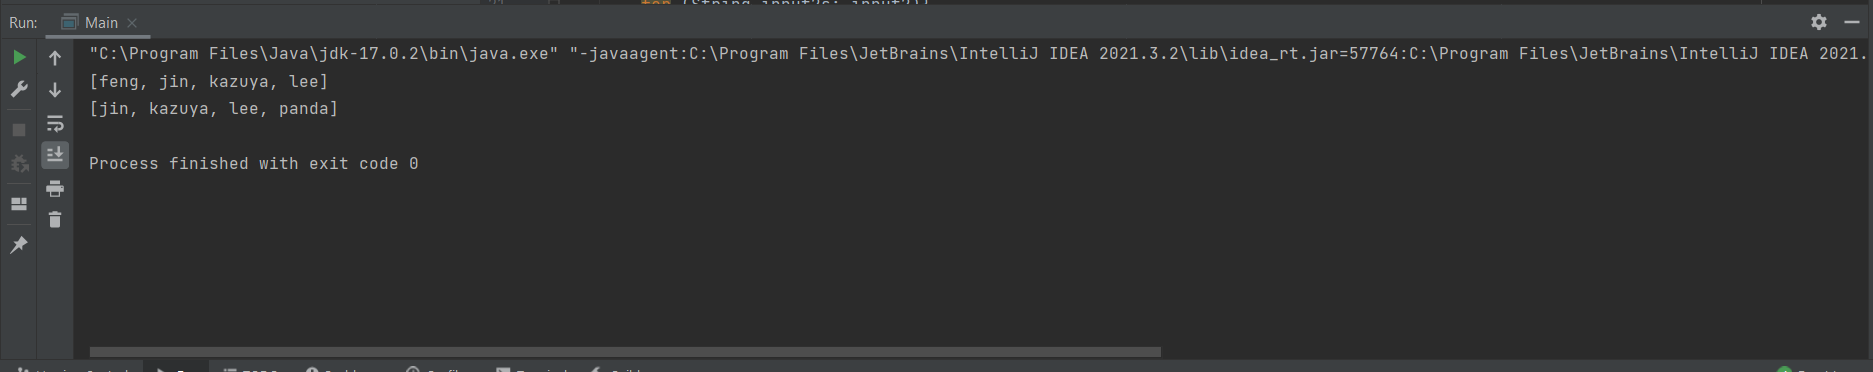 Run: Main
"C:\Program Files\Java\jdk-17.0.2\bin\java.exe" "-javaagent:C:\Program Files\JetBrains\IntelliJ IDEA 2021.3.2\lib\idea_rt.jar=57764:C:\Program Files\JetBrains\IntelliJ IDEA 2021.
[feng, jin, kazuya, lee]
[jin, kazuya, lee, panda]
Process finished with exit code 0